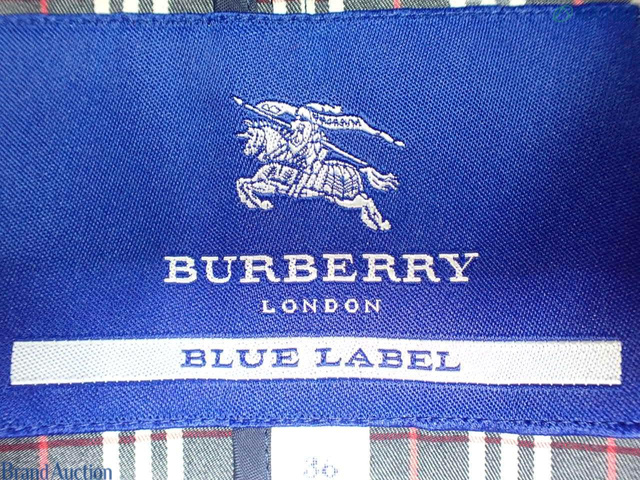 BURBERRY
LONDON
BLUE LABEL
36
Brand Auction